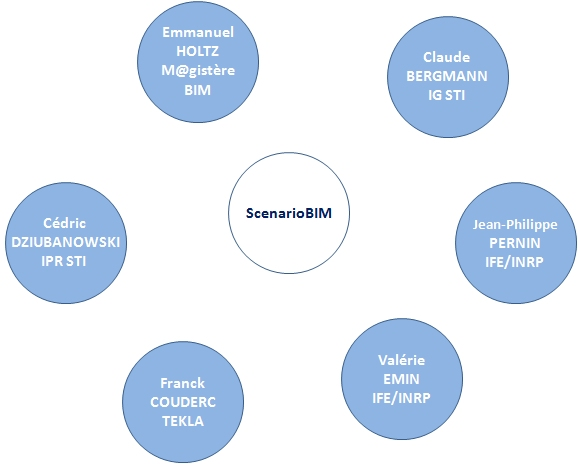 Emmanuel
HOLTZ
M@gistère
BIM
Claude
BERGMANN
IG STI
ScenarioBIM
Cédric
DZIUBANOWSKI
IPR STI
Jean-Philippe
PERNIN
IFE/INRP
Franck
COUDERC
TEKLA
Valérie
EMIN
IFE/INRP